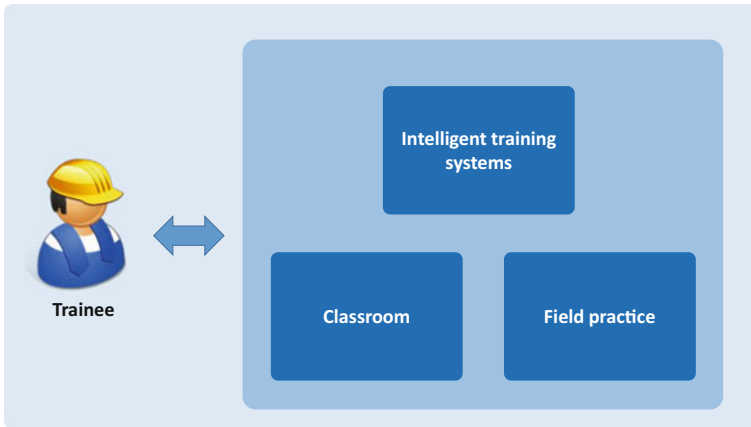 Intelligent training
systems
Trainee
Classroom
Field practice